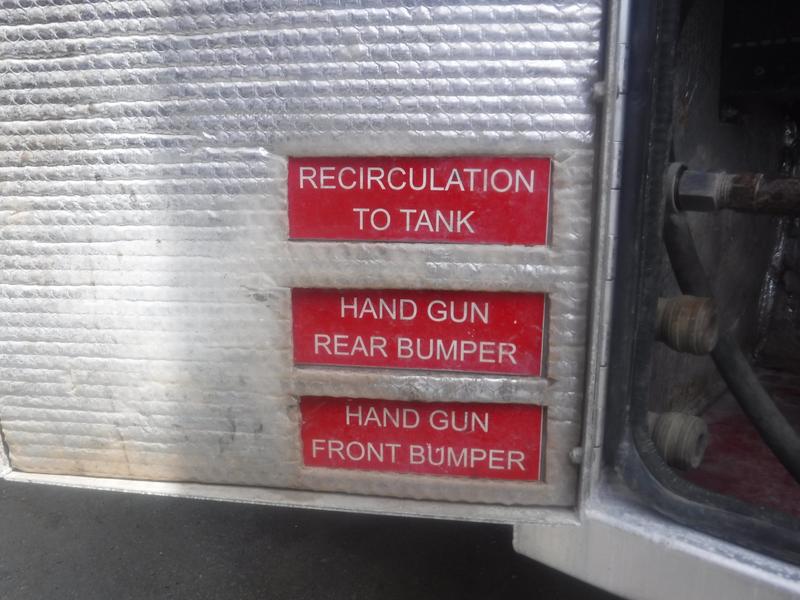 RECIRCULATION
TO TANK
HAND GUN
REAR BUMPER
HAND GUN
FRONT BUMPER